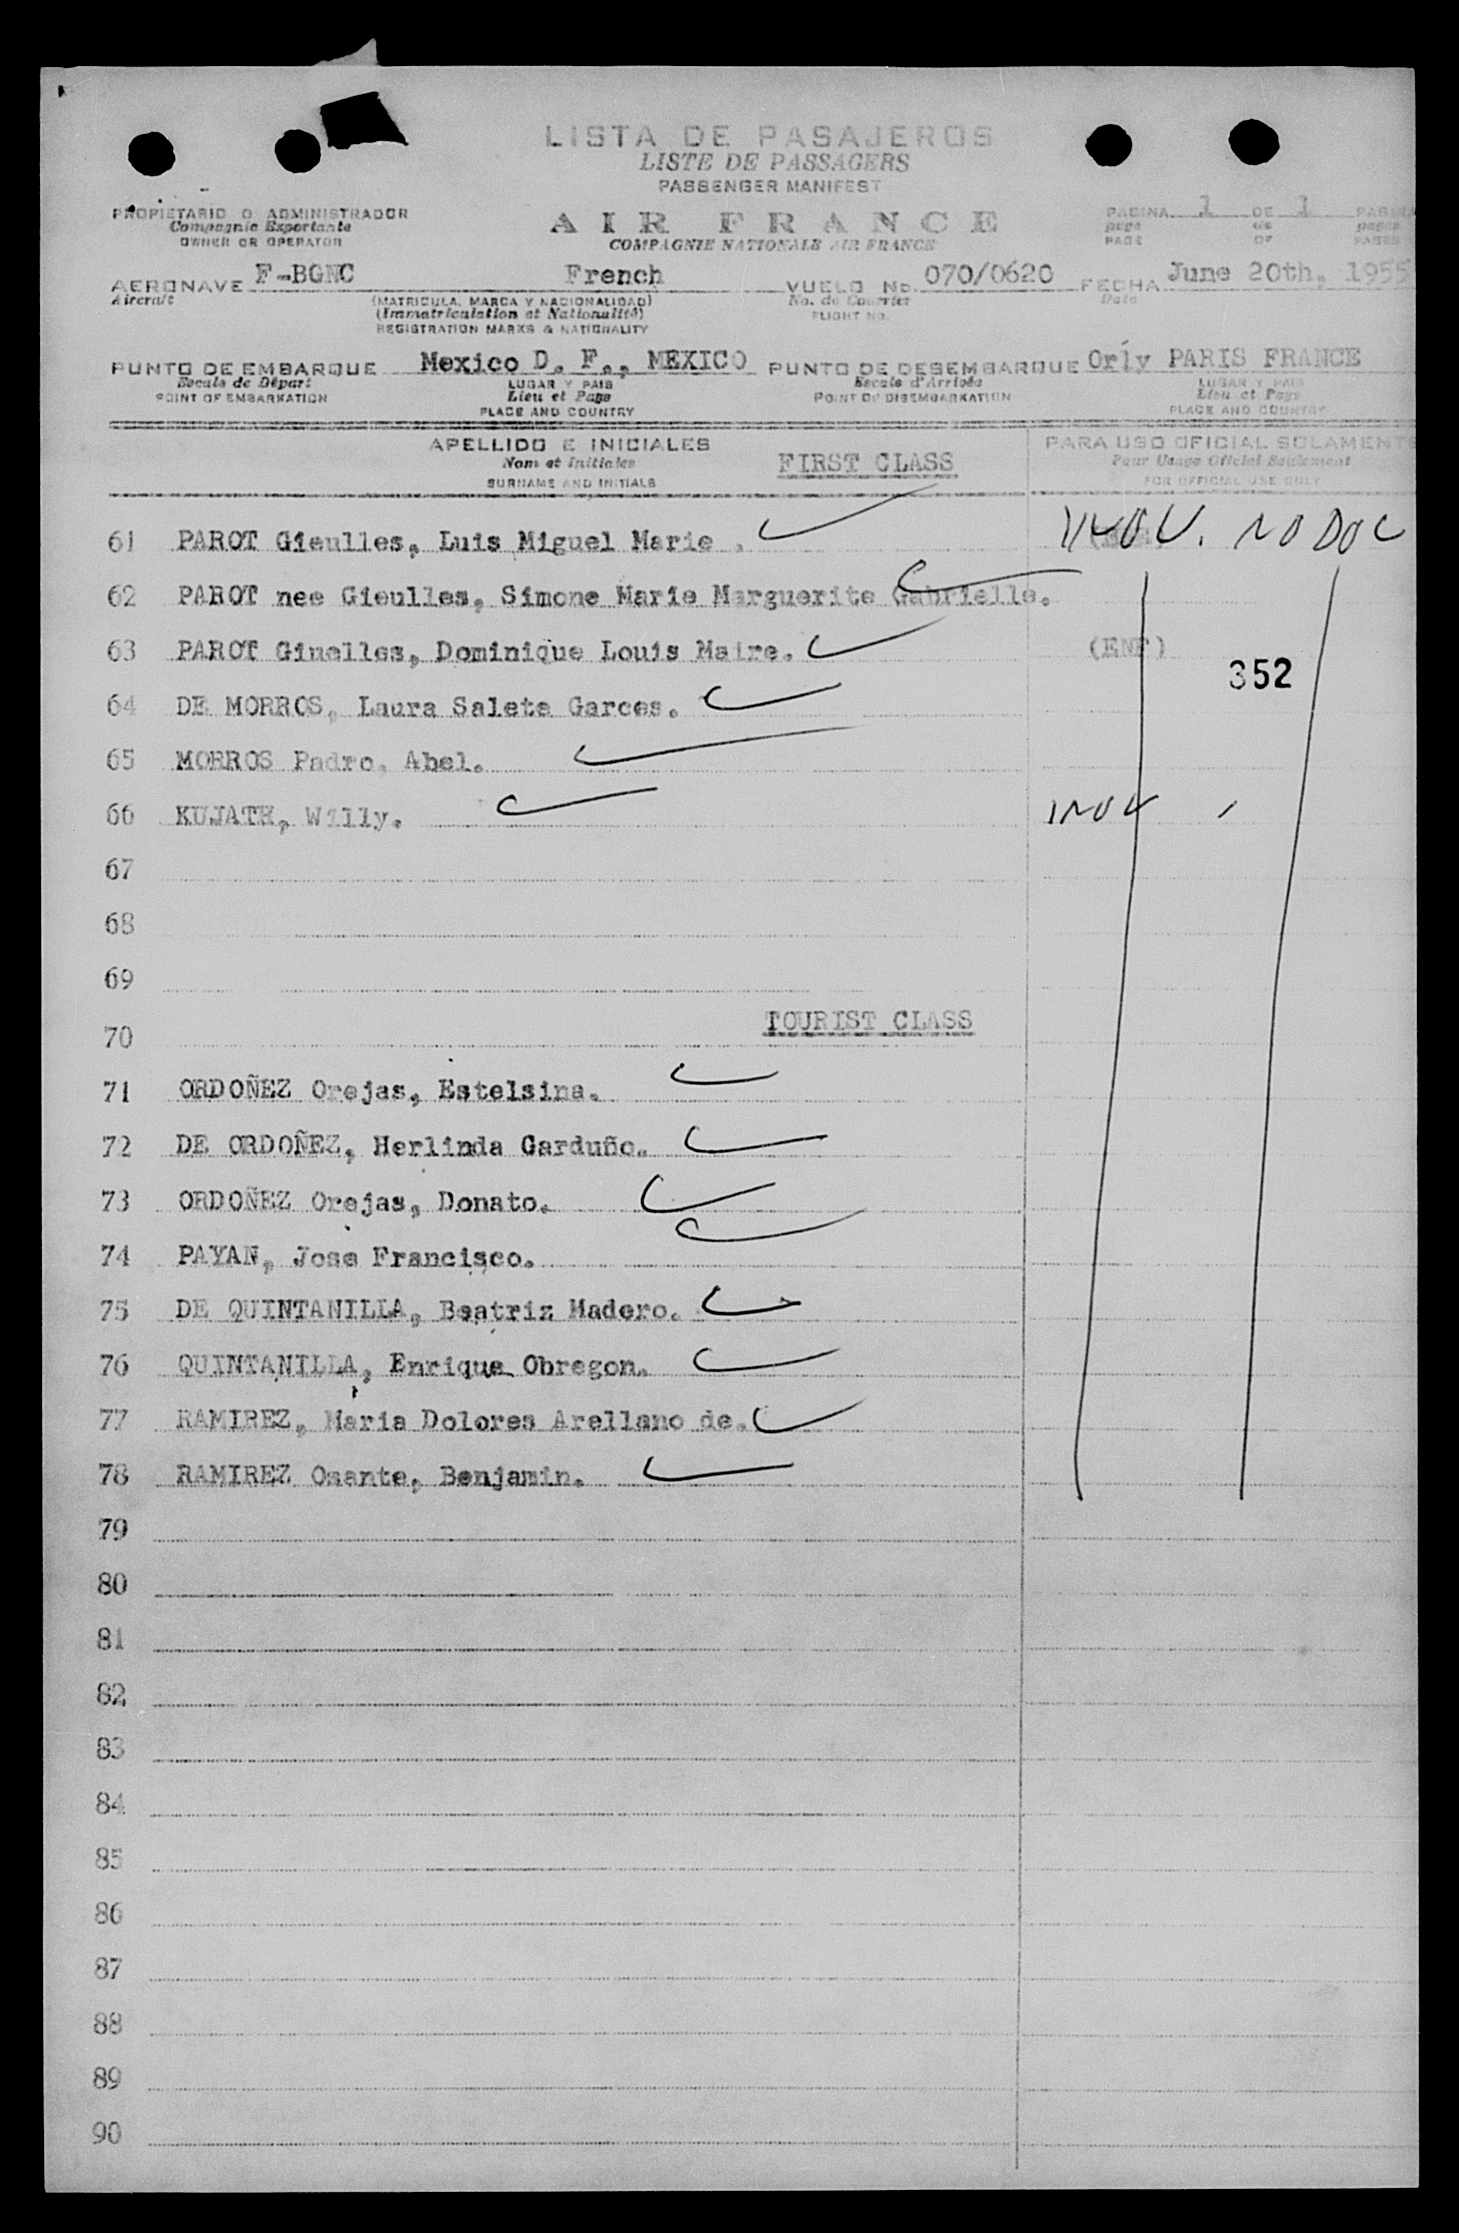 LISTA DE PASAJEROS
LISTE DE PASSAGERS
PASSENGER MANIFEST
PROPIETARIO O ADMINISTRADOR
Compagnie Exportante
OWNER OR OPERATOR
AIR FRANCE
COMPAGNIE NATIONALE AIR FRANCE
PAGINA 1 DE 1 PAGINA
page de pages
PAGE OF PAGES
AERONAVE F-BGNC French VUELO No. 070/0620 FECHA June 20th, 1955
Aircraft (MATRICULA, MARCA Y NACIONALIDAD) No. de Courrier Date
(Immatriculation et Nationalité) FLIGHT NO.
REGISTRATION MARKS & NATIONALITY
PUNTO DE EMBARQUE Mexico D. F., MEXICO PUNTO DE DESEMBARQUE Orly PARIS FRANCE
Escale de Départ LUGAR Y PAIS Escale d'Arrivée LUGAR Y PAIS
POINT OF EMBARKATION Lieu et Pays POINT OF DISEMBARKATION Lieu et Pays
PLACE AND COUNTRY PLACE AND COUNTRY
APELLIDO E INICIALES PARA USO OFICIAL SOLAMENTE
Nom et Initiales FIRST CLASS Pour Usage Officiel Seulement
SURNAME AND INITIALS FOR OFFICIAL USE ONLY
61 PAROT Gieulles, Luis Miguel Marie . NO DOC
62 PAROT nee Gieulles, Simone Marie Marguerite Gabrielle.
63 PAROT Giuelles, Dominique Louis Maire. (ENF)
352
64 DE MORROS, Laura Salete Garces.
65 MORROS Padro, Abel.
66 KUJATH, Willy.
67
68
69
70 TOURIST CLASS
71 ORDOÑEZ Orejas, Estelsina.
72 DE ORDOÑEZ, Herlinda Garduño.
73 ORDOÑEZ Orejas, Donato.
74 PAYAN, Jose Francisco.
75 DE QUINTANILLA, Beatriz Madero.
76 QUINTANILLA, Enrique Obregon.
77 RAMIREZ, Maria Dolores Arellano de.
78 RAMIREZ Osante, Benjamin.
79
80
81
82
83
84
85
86
87
88
89
90